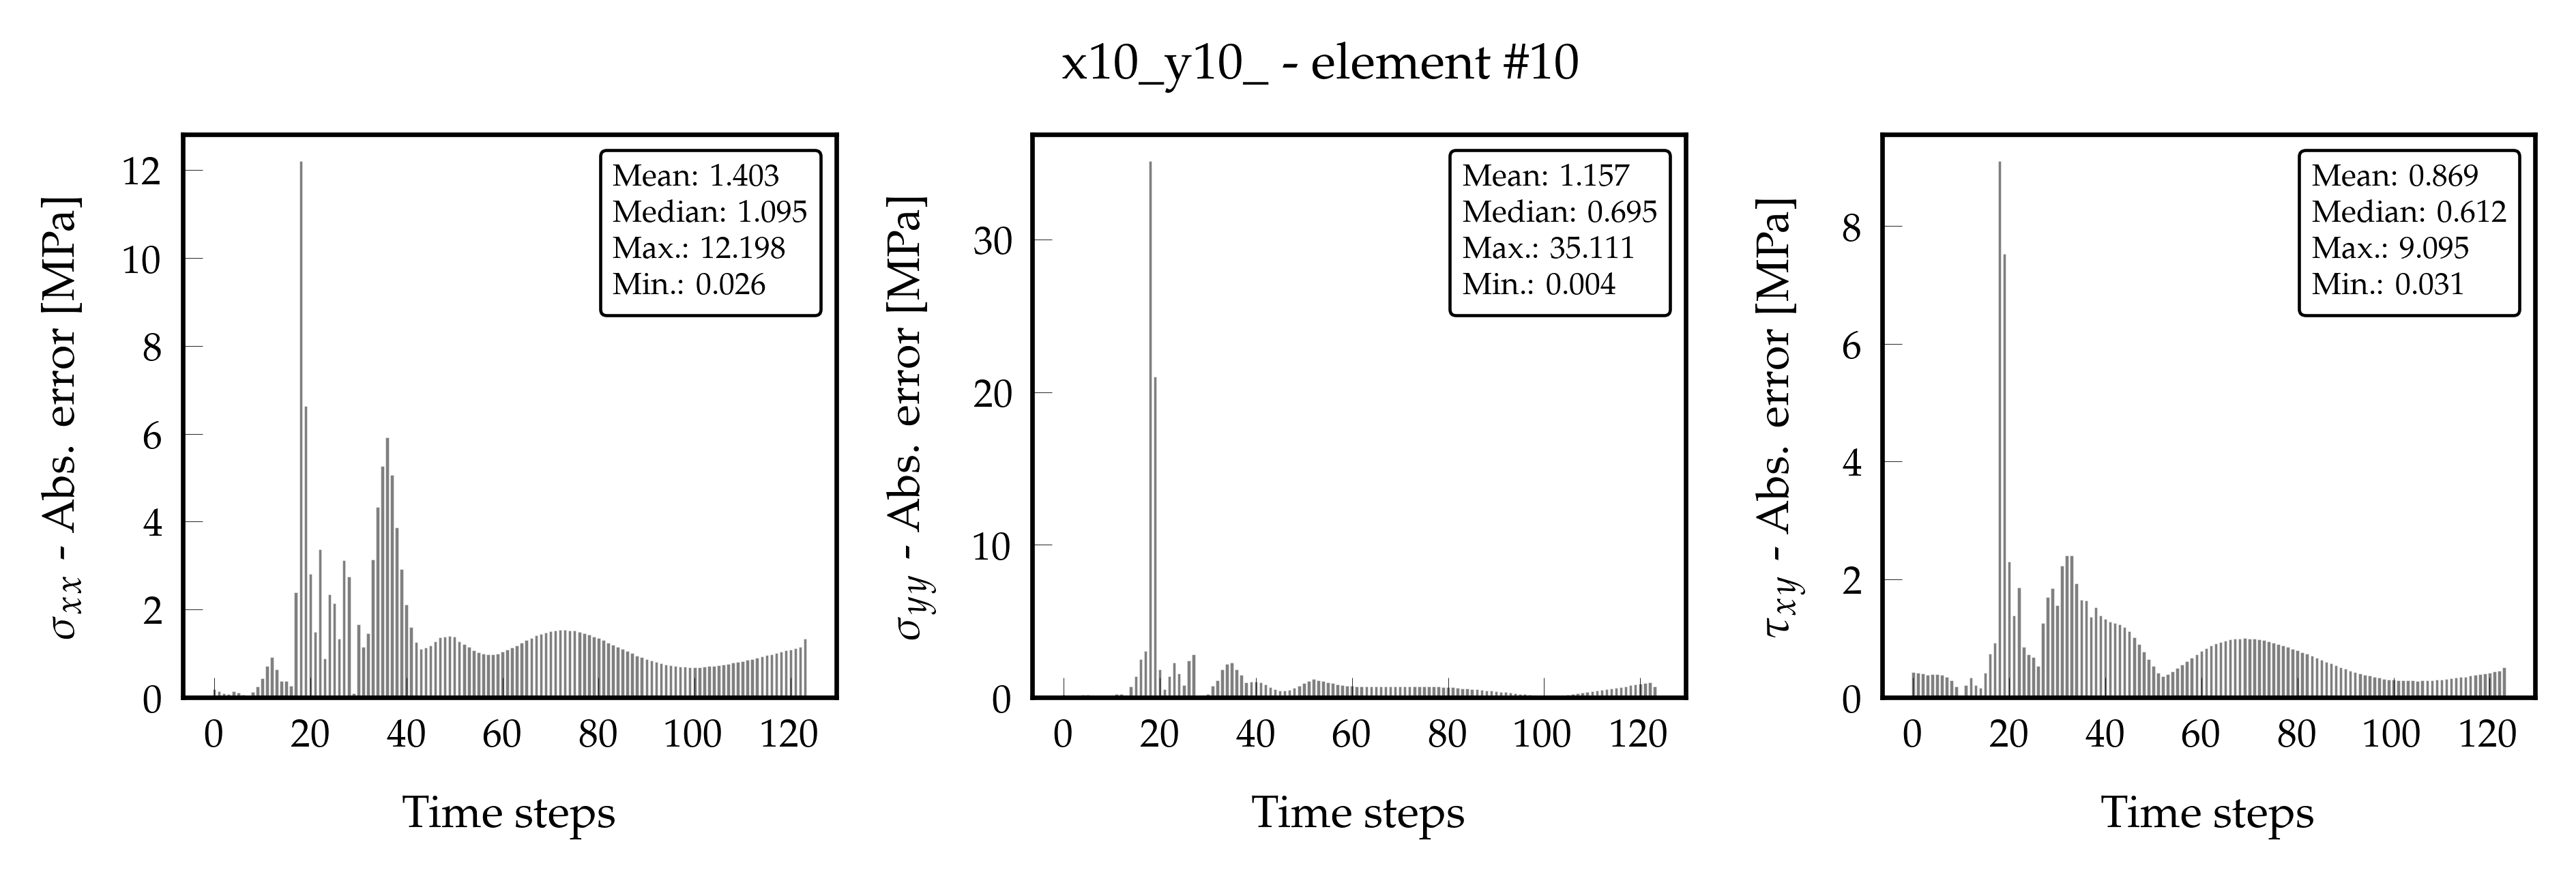 x10_y10_ - element #10
σxx - Abs. error [MPa]
12
10
8
6
4
2
0
Mean: 1.403
Median: 1.095
Max.: 12.198
Min.: 0.026
0 20 40 60 80 100 120
Time steps
σyy - Abs. error [MPa]
30
20
10
0
Mean: 1.157
Median: 0.695
Max.: 35.111
Min.: 0.004
0 20 40 60 80 100 120
Time steps
τxy - Abs. error [MPa]
8
6
4
2
0
Mean: 0.869
Median: 0.612
Max.: 9.095
Min.: 0.031
0 20 40 60 80 100 120
Time steps